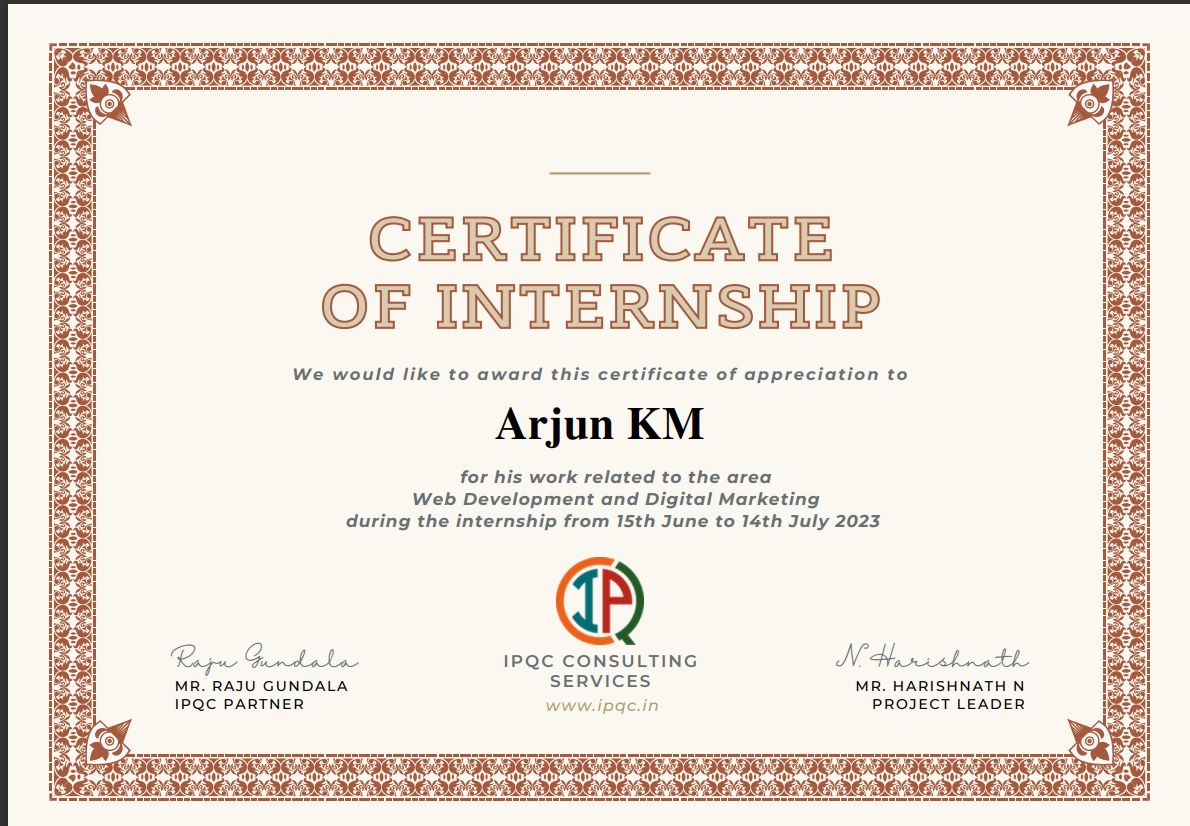 CERTIFICATE
OF INTERNSHIP
We would like to award this certificate of appreciation to
Arjun KM
for his work related to the area
Web Development and Digital Marketing
during the internship from 15th June to 14th July 2023
IPQ
Raju Gundala
MR. RAJU GUNDALA
IPQC PARTNER
IPQC CONSULTING
SERVICES
www.ipqc.in
N. Harishnath
MR. HARISHNATH N
PROJECT LEADER